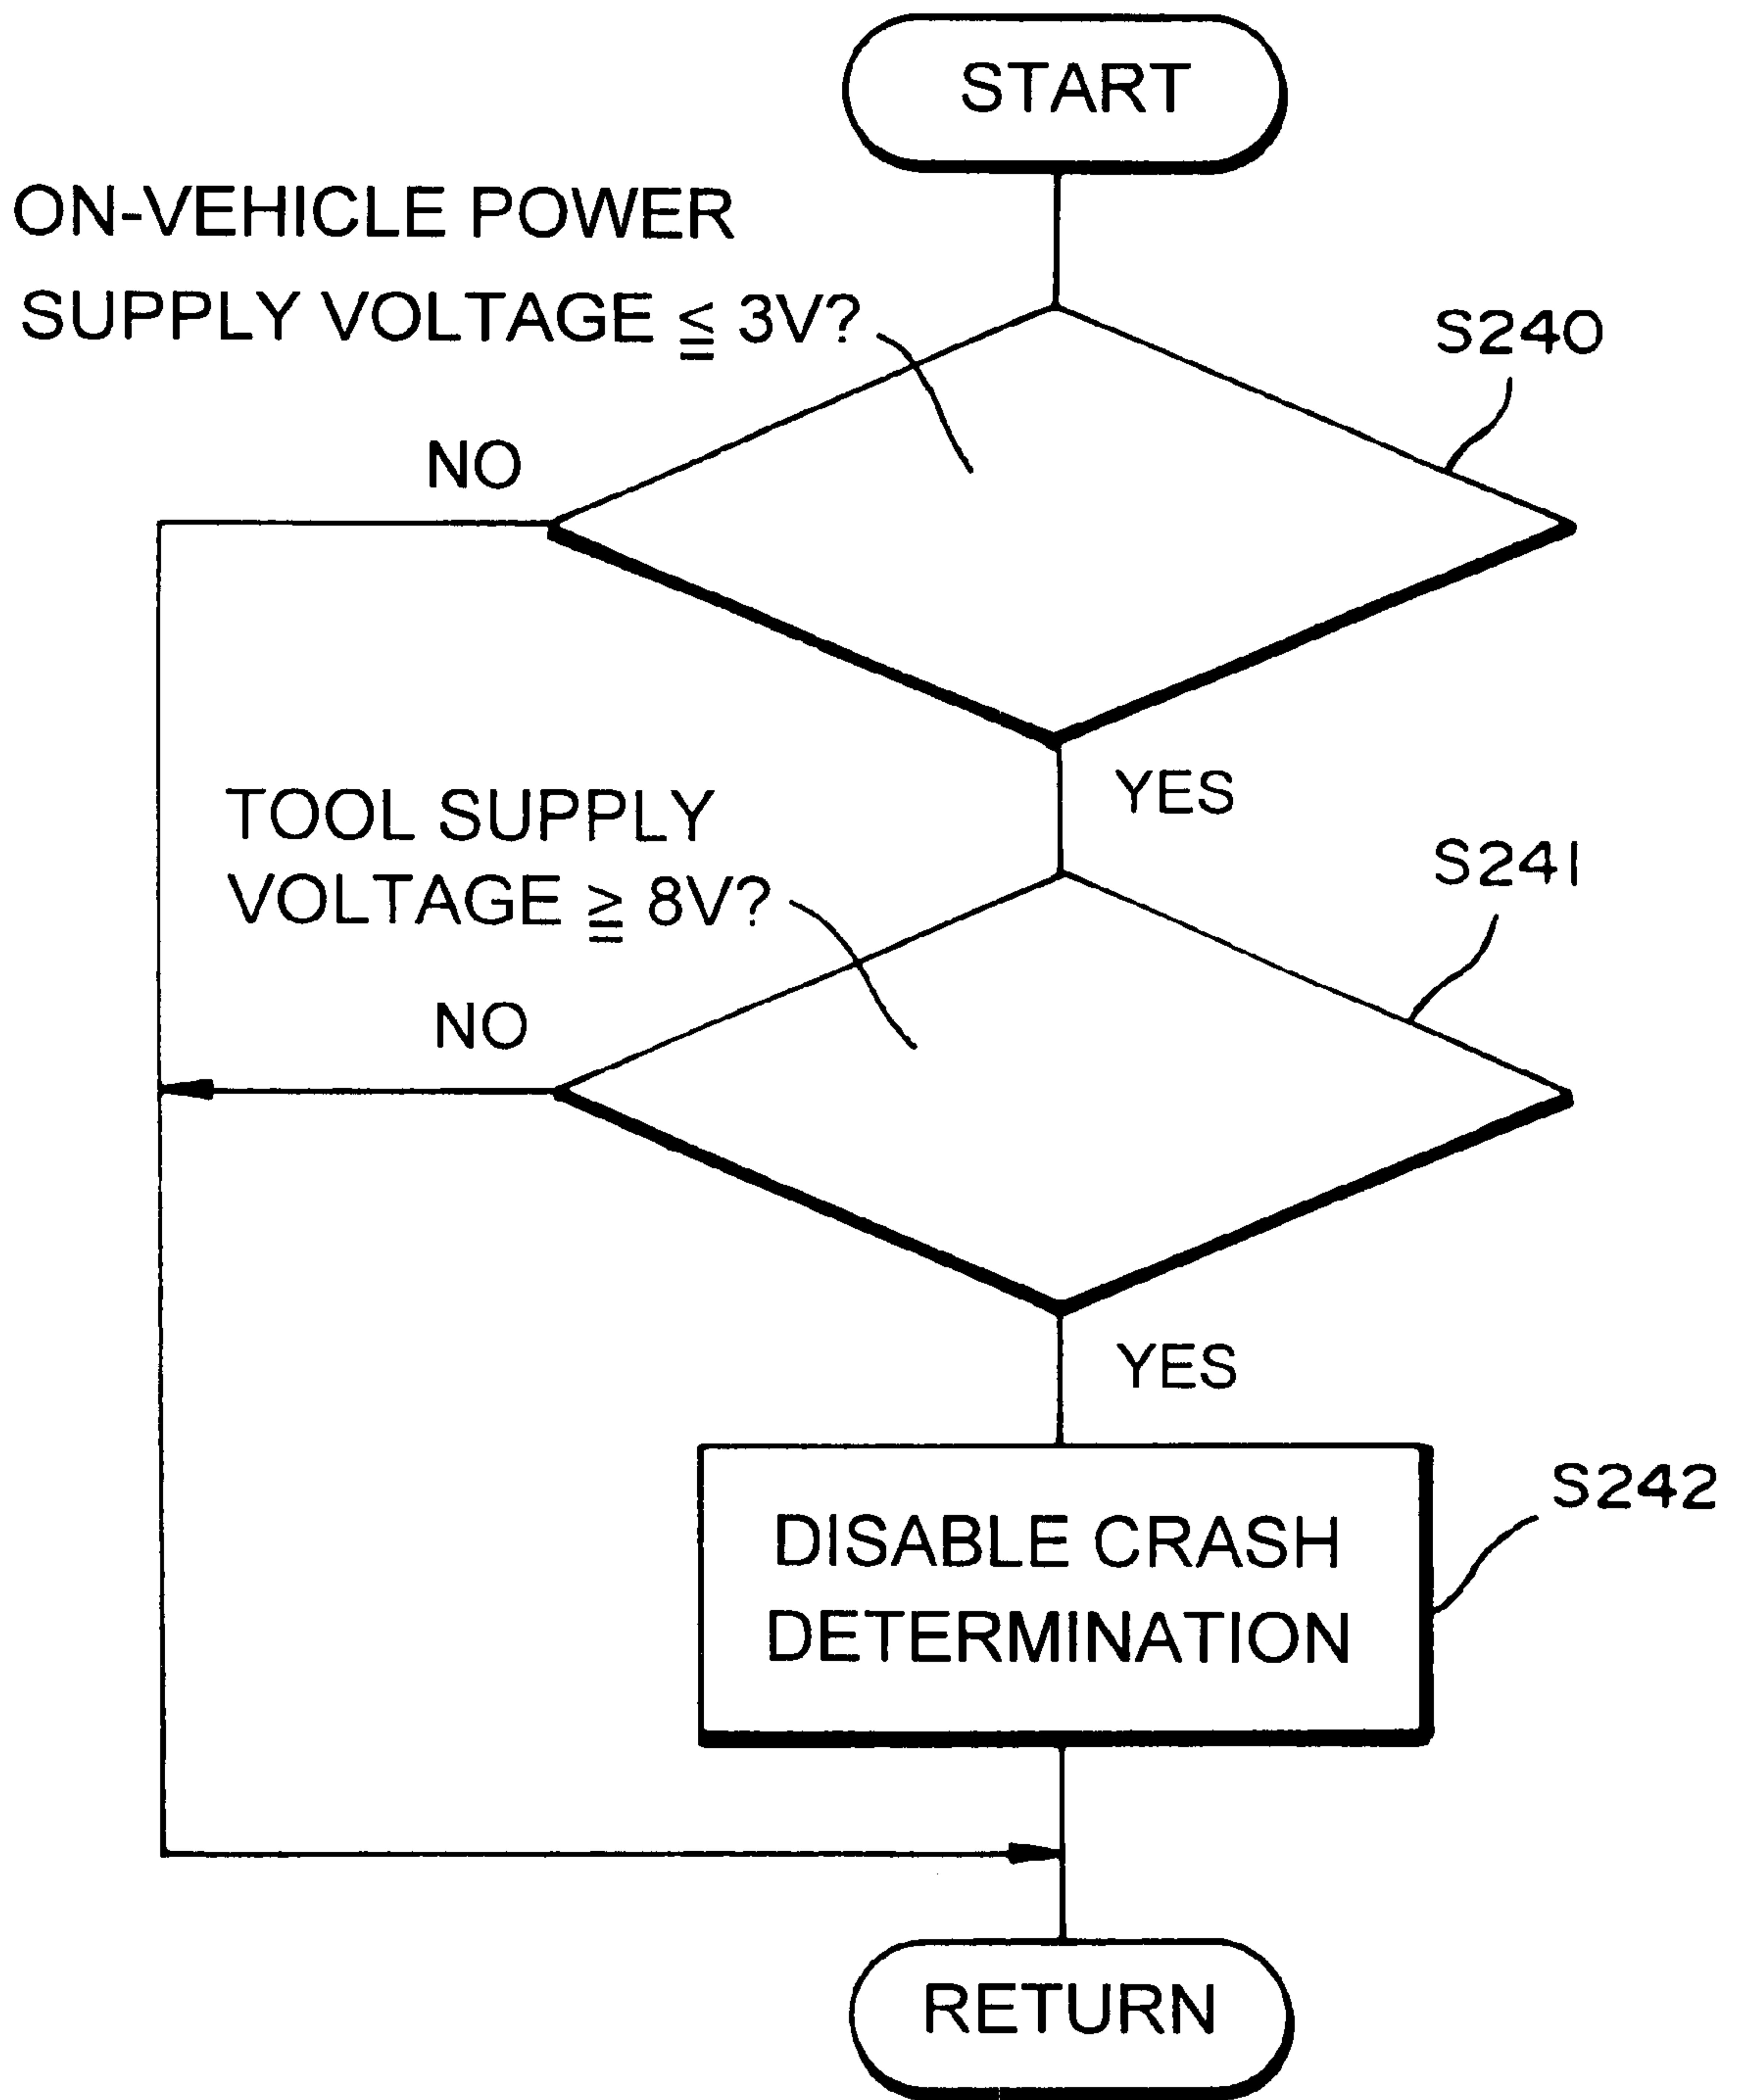 START
ON-VEHICLE POWER
SUPPLY VOLTAGE ≦ 3V?
S240
NO
YES
TOOL SUPPLY
VOLTAGE ≧ 8V?
S241
NO
YES
S242
DISABLE CRASH
DETERMINATION
RETURN